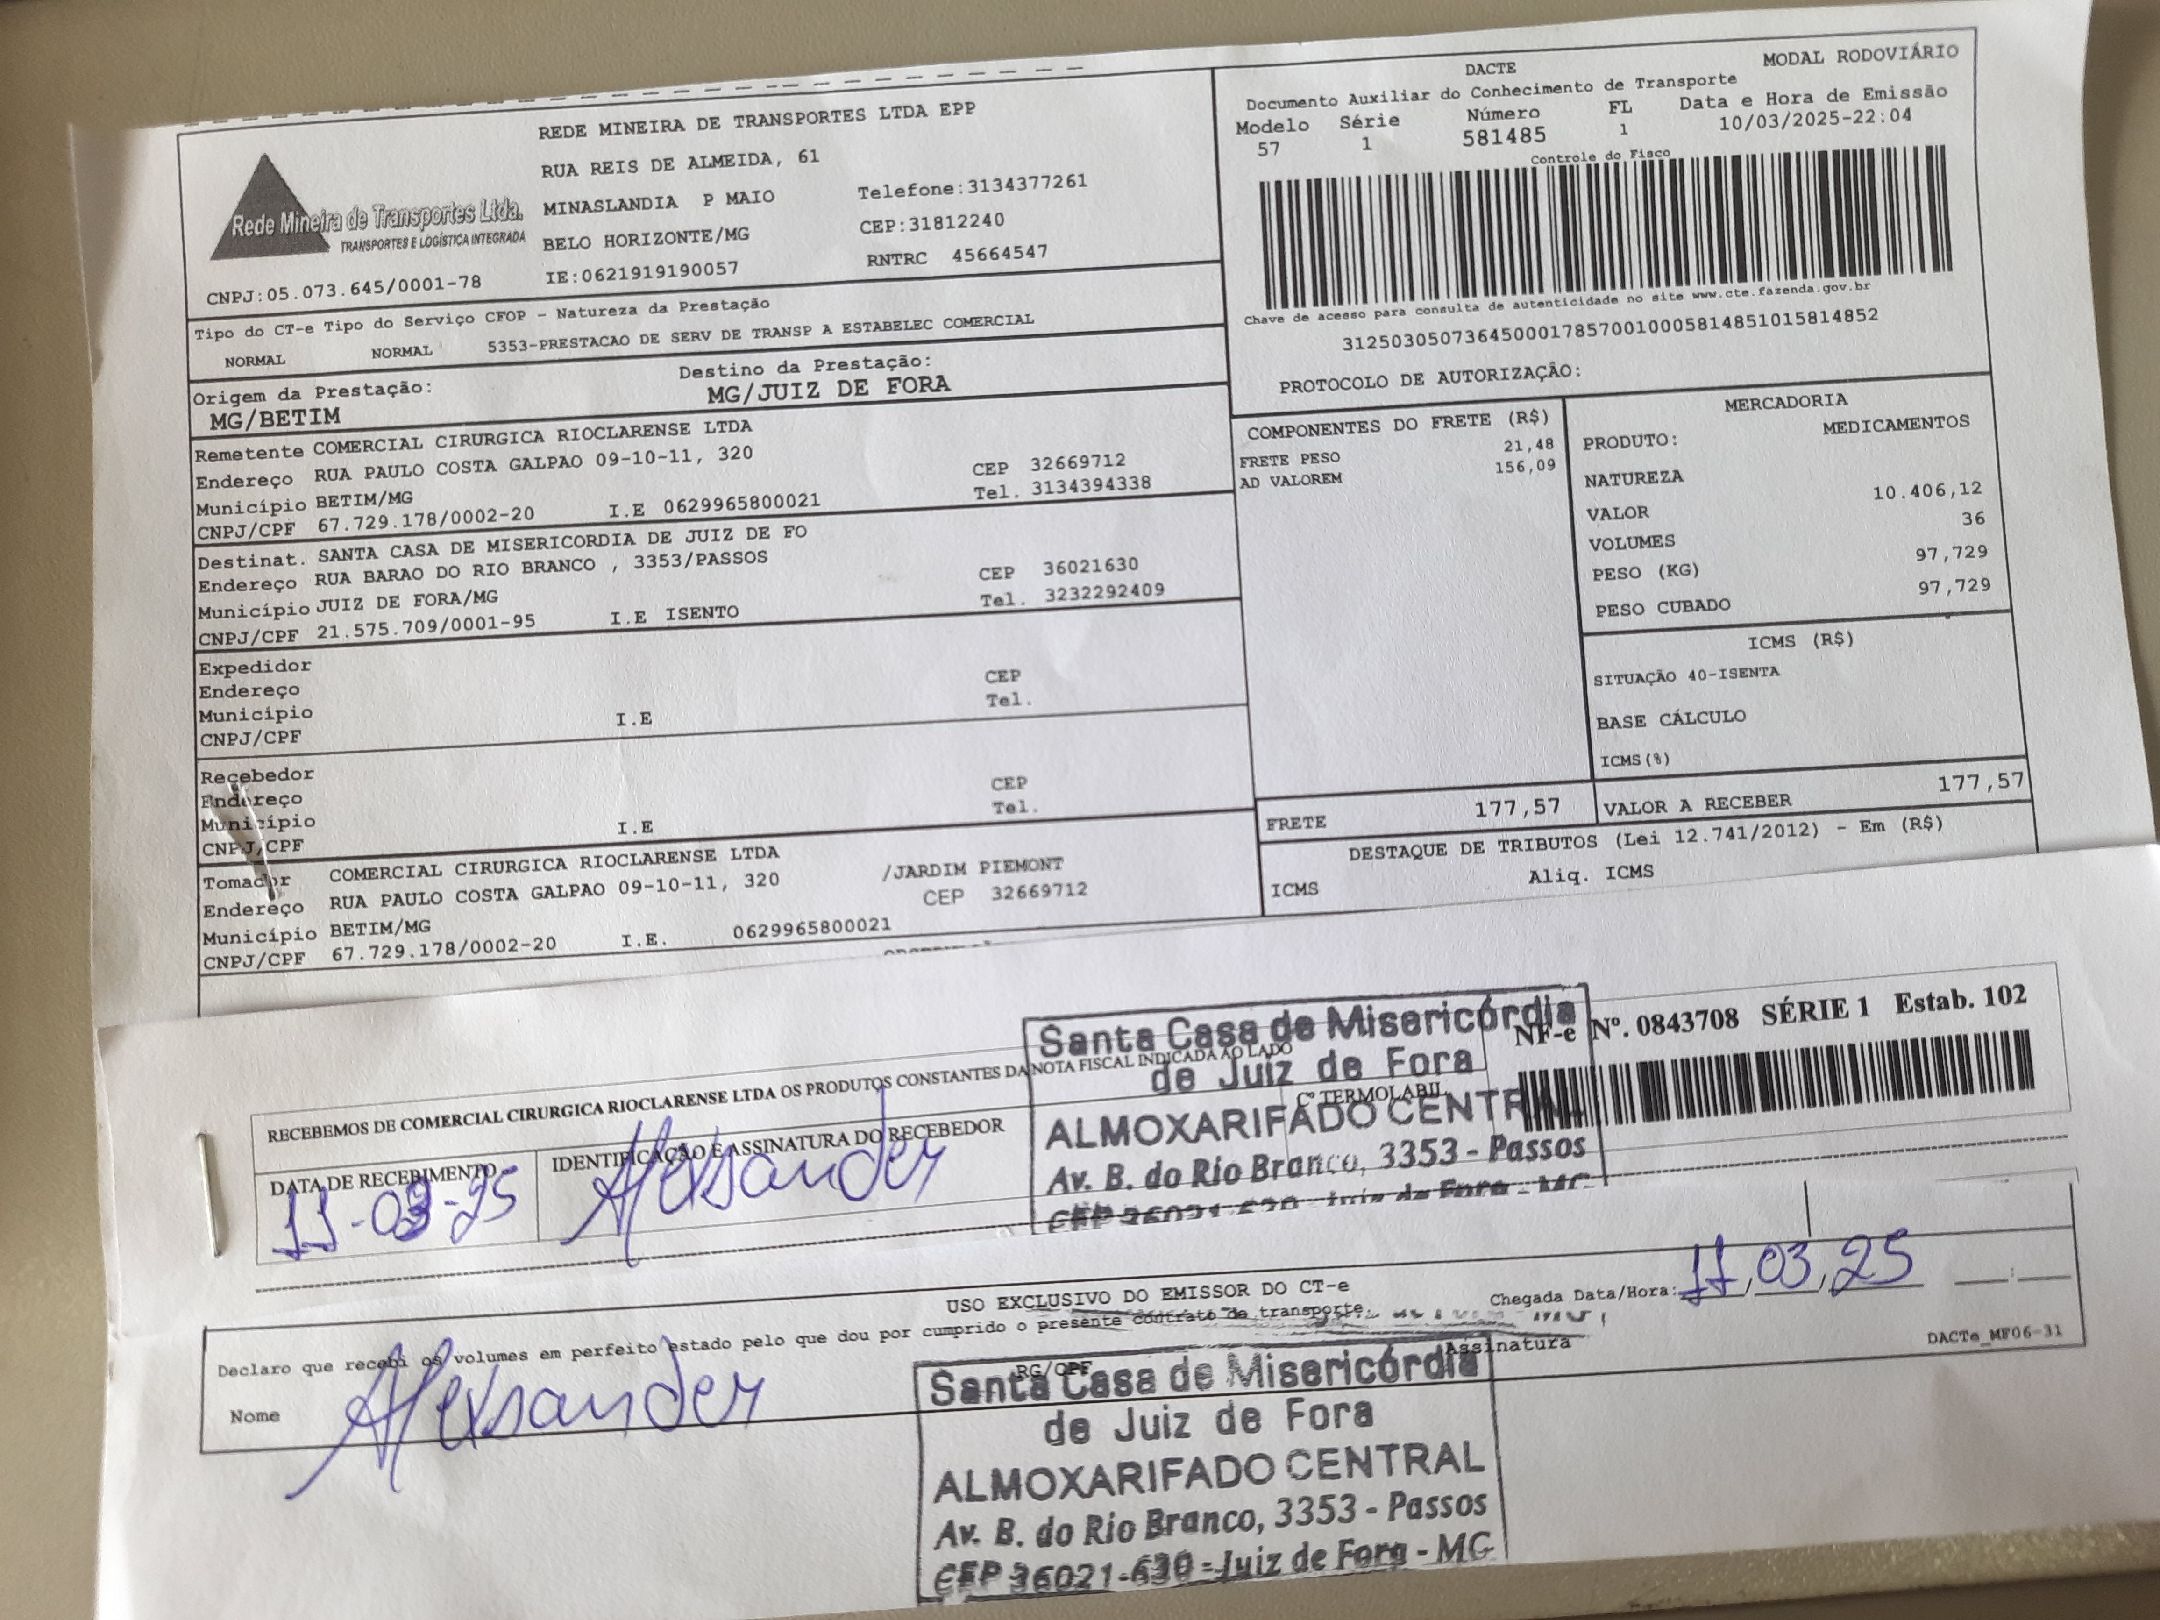 REDE MINEIRA DE TRANSPORTES LTDA EPP
RUA REIS DE ALMEIDA, 61
MINASLANDIA P MAIO Telefone:3134377261
BELO HORIZONTE/MG CEP:31812240
IE:0621919190057 RNTRC 45664547
Rede Mineira de Transportes Ltda.
TRANSPORTES E LOGÍSTICA INTEGRADA
CNPJ:05.073.645/0001-78
DACTE MODAL RODOVIÁRIO
Documento Auxiliar do Conhecimento de Transporte
Modelo Série Número FL Data e Hora de Emissão
57 1 581485 1 10/03/2025-22:04
Controle do Fisco
Chave de acesso para consulta de autenticidade no site www.cte.fazenda.gov.br
31250305073645000178570010005814851015814852
PROTOCOLO DE AUTORIZAÇÃO:
Tipo do CT-e Tipo do Serviço CFOP - Natureza da Prestação
NORMAL NORMAL 5353-PRESTACAO DE SERV DE TRANSP A ESTABELEC COMERCIAL
Origem da Prestação: Destino da Prestação:
MG/BETIM MG/JUIZ DE FORA
Remetente COMERCIAL CIRURGICA RIOCLARENSE LTDA
Endereço RUA PAULO COSTA GALPAO 09-10-11, 320 CEP 32669712
Município BETIM/MG Tel. 3134394338
CNPJ/CPF 67.729.178/0002-20 I.E 0629965800021
Destinat. SANTA CASA DE MISERICORDIA DE JUIZ DE FO
Endereço RUA BARAO DO RIO BRANCO , 3353/PASSOS CEP 36021630
Município JUIZ DE FORA/MG Tel. 3232292409
CNPJ/CPF 21.575.709/0001-95 I.E ISENTO
Expedidor
Endereço CEP
Município Tel.
CNPJ/CPF I.E
Recebedor
Endereço CEP
Município Tel.
CNPJ/CPF I.E
Tomador COMERCIAL CIRURGICA RIOCLARENSE LTDA
Endereço RUA PAULO COSTA GALPAO 09-10-11, 320 /JARDIM PIEMONT
Município BETIM/MG CEP 32669712
CNPJ/CPF 67.729.178/0002-20 I.E. 0629965800021
COMPONENTES DO FRETE (R$)
FRETE PESO 21,48
AD VALOREM 156,09
MERCADORIA
PRODUTO: MEDICAMENTOS
NATUREZA
VALOR 10.406,12
VOLUMES 36
PESO (KG) 97,729
PESO CUBADO 97,729
ICMS (R$)
SITUAÇÃO 40-ISENTA
BASE CÁLCULO
ICMS(%)
FRETE 177,57 VALOR A RECEBER 177,57
DESTAQUE DE TRIBUTOS (Lei 12.741/2012) - Em (R$)
ICMS Aliq. ICMS
RECEBEMOS DE COMERCIAL CIRURGICA RIOCLARENSE LTDA OS PRODUTOS CONSTANTES DA NOTA FISCAL INDICADA AO LADO
NF-e Nº. 0843708 SÉRIE 1 Estab. 102
DATA DE RECEBIMENTO IDENTIFICAÇÃO E ASSINATURA DO RECEBEDOR
Cº TERMOLABIL
11-03-25 Alexsander
Santa Casa de Misericórdia
de Juiz de Fora
ALMOXARIFADO CENTRAL
Av. B. do Rio Branco, 3353 - Passos
CEP 36021-630 - Juiz de Fora - MG
USO EXCLUSIVO DO EMISSOR DO CT-e
Declaro que recebi os volumes em perfeito estado pelo que dou por cumprido o presente contrato de transporte.
Chegada Data/Hora: 11,03,25
Nome Alexsander RG/CPF Assinatura
DACTe_MF06-31
Santa Casa de Misericórdia
de Juiz de Fora
ALMOXARIFADO CENTRAL
Av. B. do Rio Branco, 3353 - Passos
CEP 36021-630 - Juiz de Fora - MG